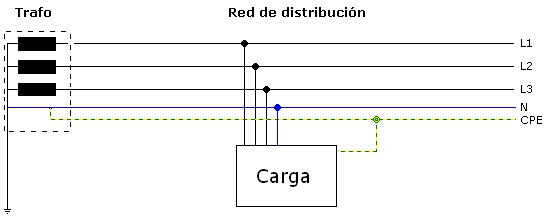 Trafo
Red de distribución
L1
L2
L3
N
CPE
Carga